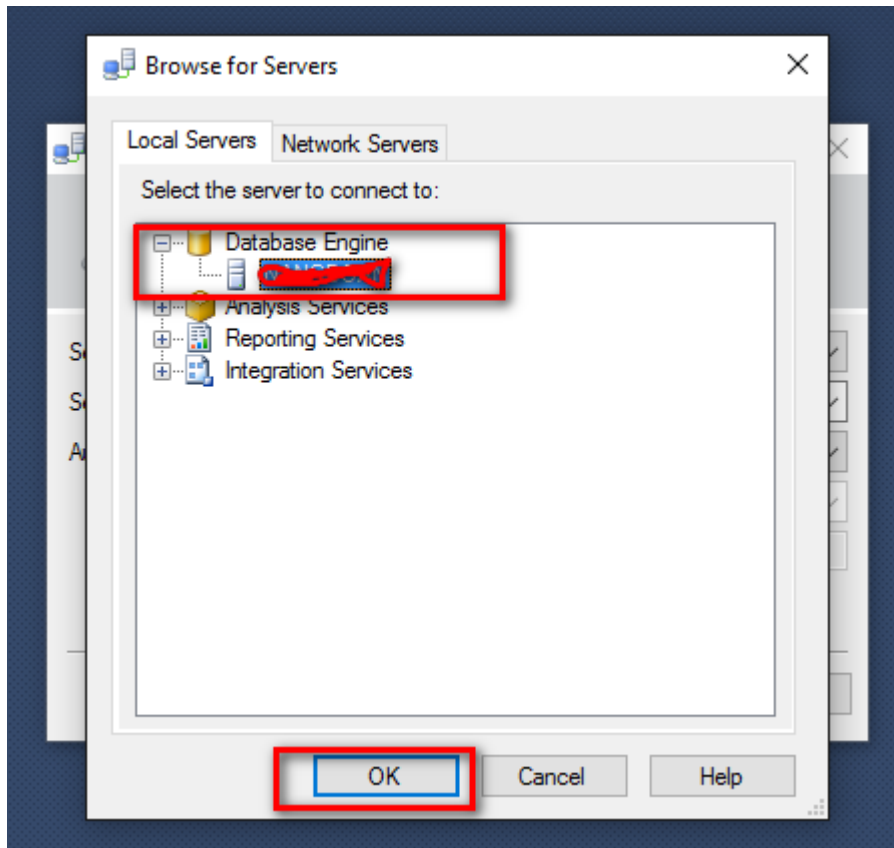 Browse for Servers
Local Servers
Network Servers
Select the server to connect to:
Database Engine
Analysis Services
Reporting Services
Integration Services
OK
Cancel
Help